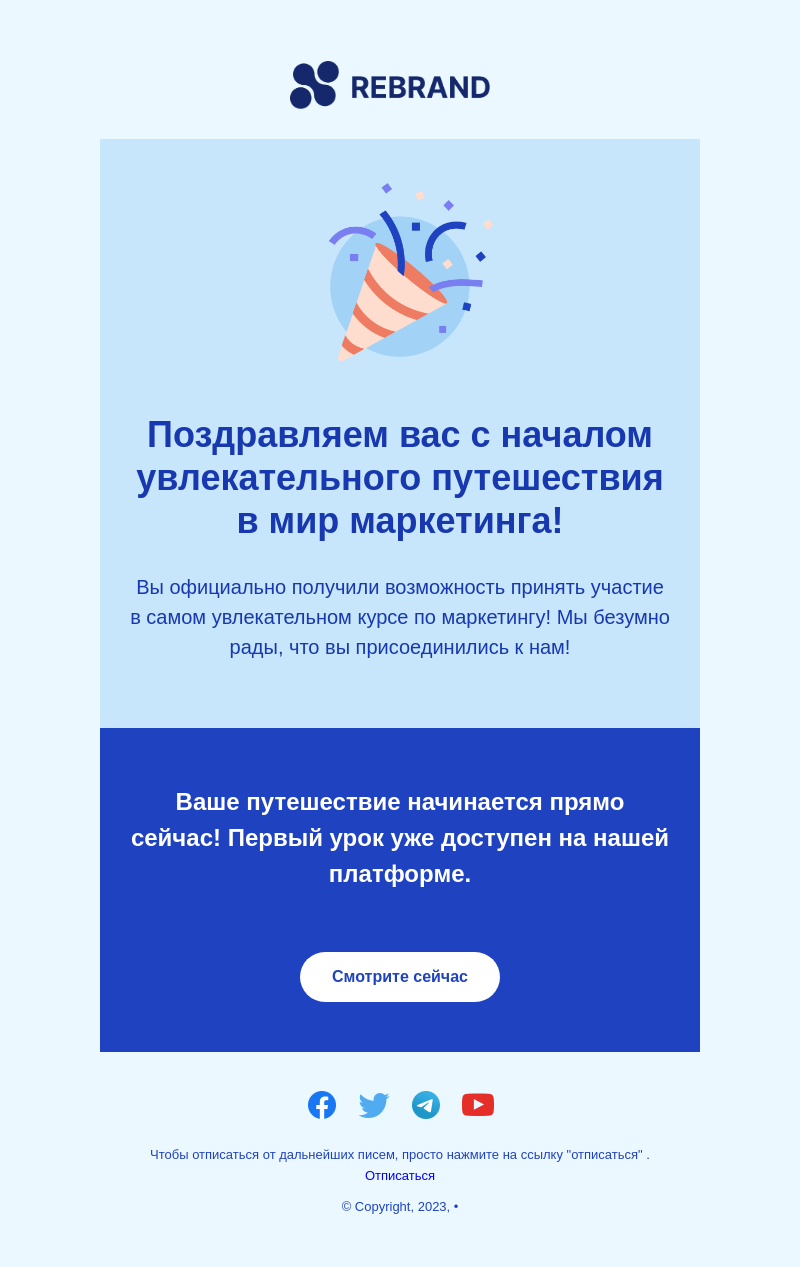 REBRAND
Поздравляем вас с началом
увлекательного путешествия
в мир маркетинга!
Вы официально получили возможность принять участие
в самом увлекательном курсе по маркетингу! Мы безумно
рады, что вы присоединились к нам!
Ваше путешествие начинается прямо
сейчас! Первый урок уже доступен на нашей
платформе.
Смотрите сейчас
Чтобы отписаться от дальнейших писем, просто нажмите на ссылку "отписаться" .
Отписаться
© Copyright, 2023, •